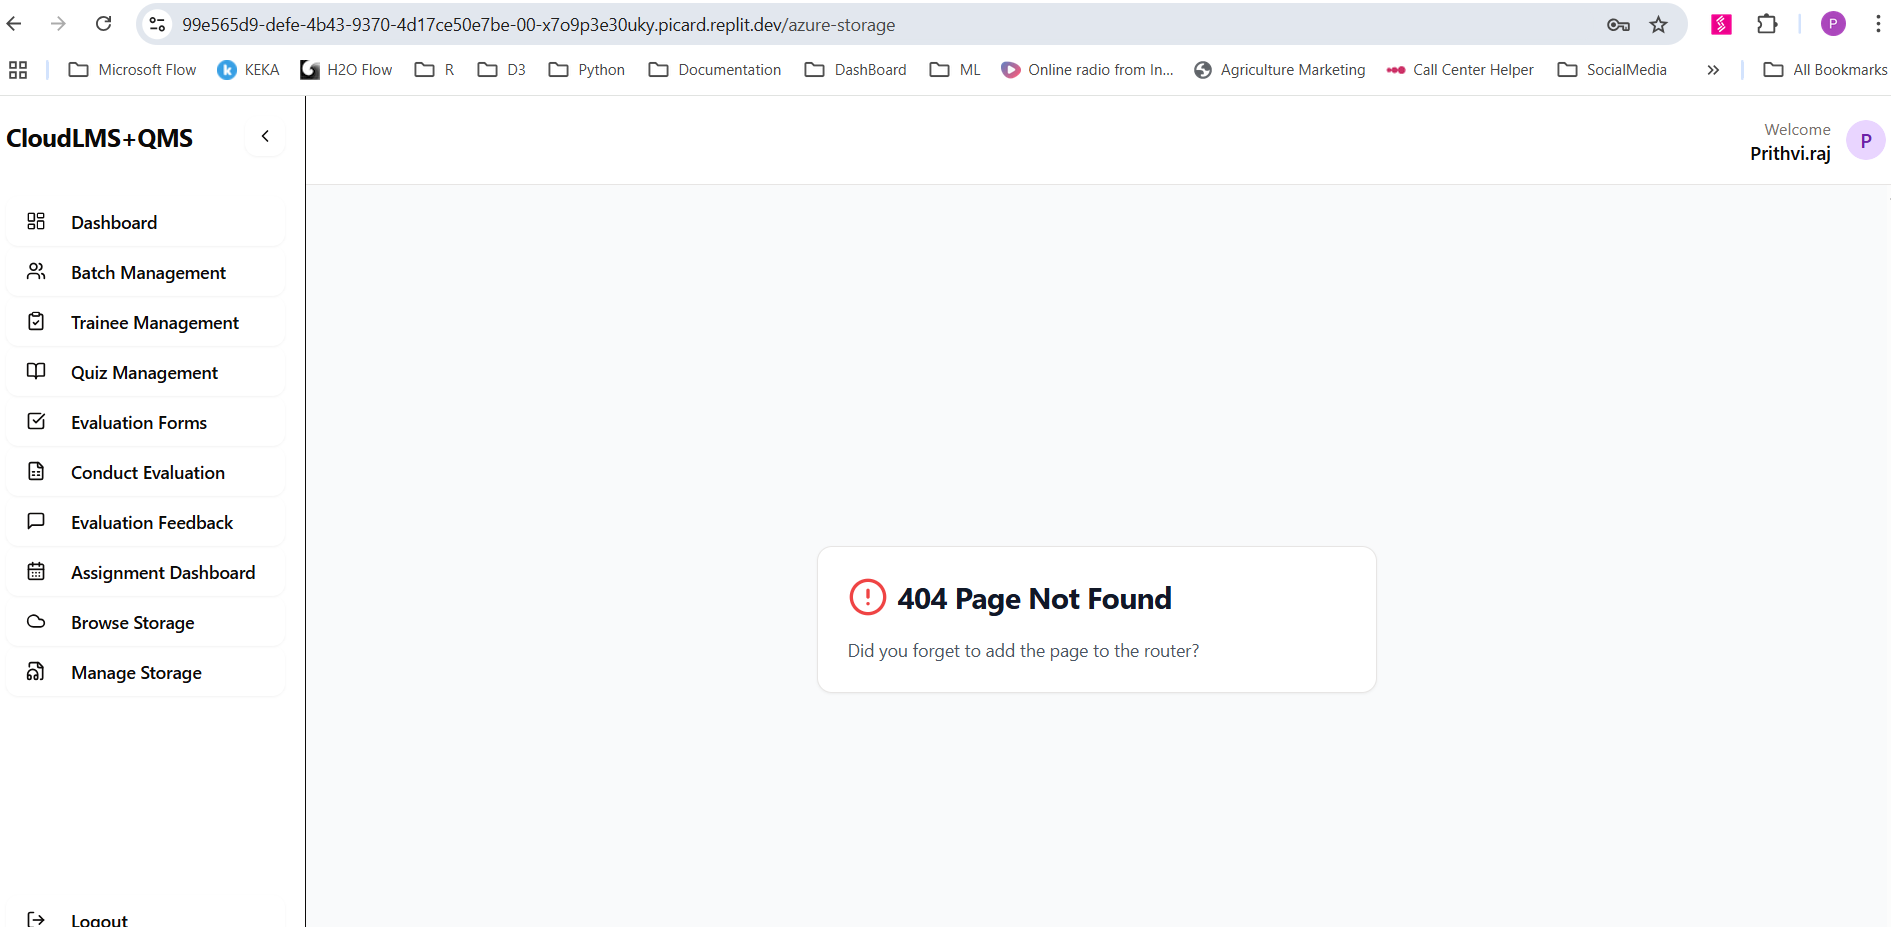 99e565d9-defe-4b43-9370-4d17ce50e7be-00-x7o9p3e30uky.picard.replit.dev/azure-storage
P
Microsoft Flow KEKA H2O Flow R D3 Python Documentation DashBoard ML Online radio from In... Agriculture Marketing Call Center Helper SocialMedia All Bookmarks
CloudLMS+QMS
Welcome
Prithvi.raj
P
Dashboard
Batch Management
Trainee Management
Quiz Management
Evaluation Forms
Conduct Evaluation
Evaluation Feedback
Assignment Dashboard
Browse Storage
Manage Storage
Logout
404 Page Not Found
Did you forget to add the page to the router?